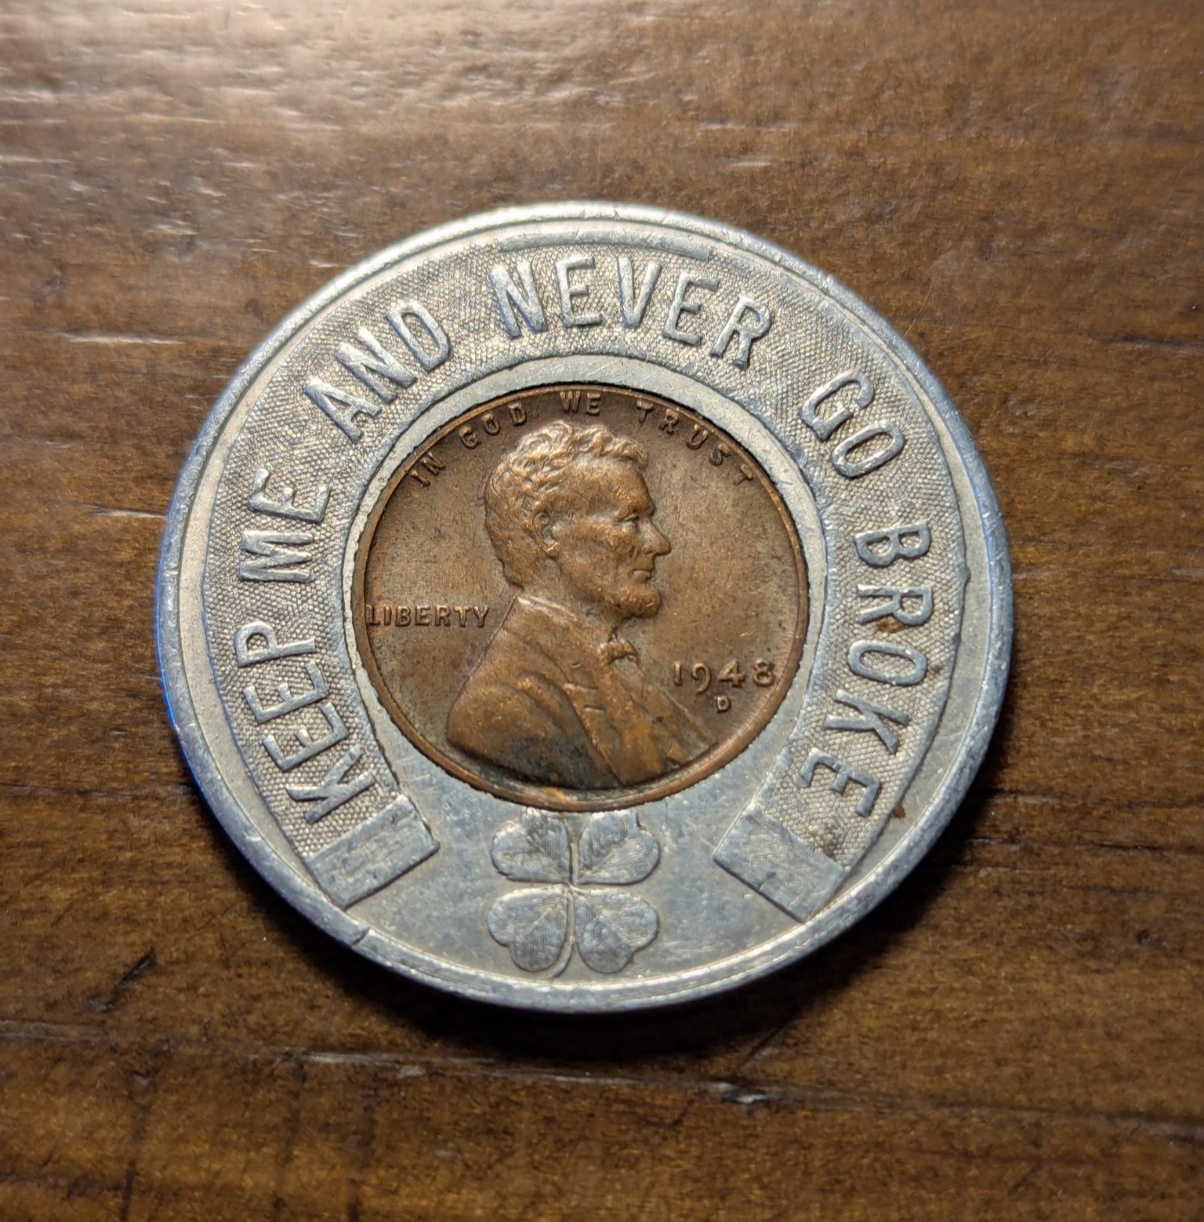 KEEP ME AND NEVER GO BROKE
IN GOD WE TRUST
LIBERTY
1948
D